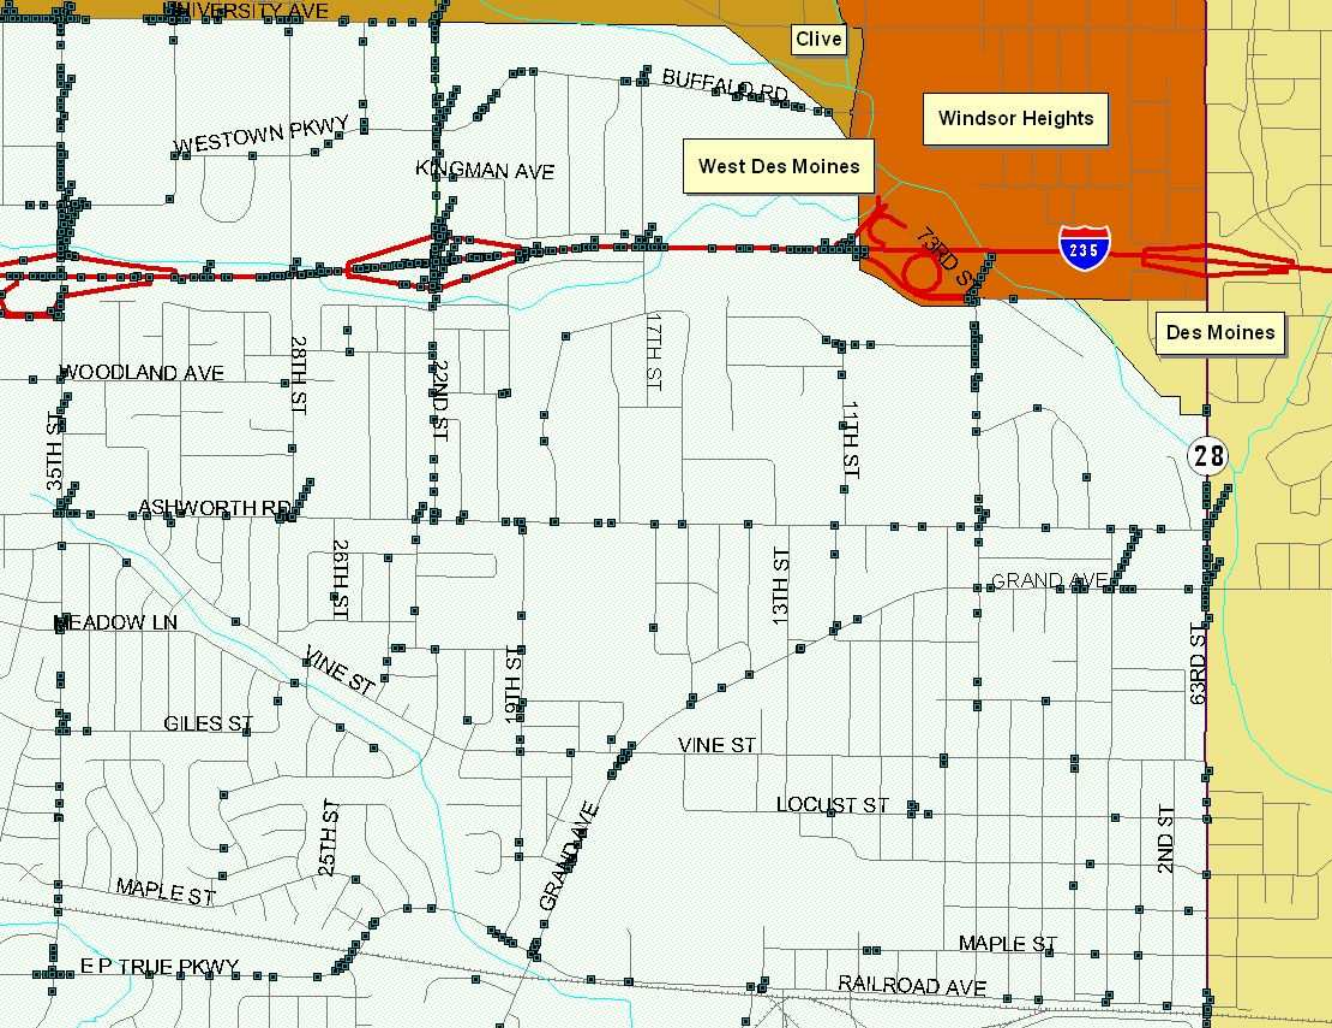 UNIVERSITY AVE
Clive
BUFFALO RD
Windsor Heights
WESTOWN PKWY
West Des Moines
KINGMAN AVE
73RD ST
235
Des Moines
17TH ST
28TH ST
WOODLAND AVE
22ND ST
11TH ST
35TH ST
28
ASHWORTH RD
26TH ST
13TH ST
GRAND AVE
MEADOW LN
63RD ST
VINE ST
19TH ST
GILES ST
VINE ST
LOCUST ST
25TH ST
GRAND AVE
2ND ST
MAPLE ST
MAPLE ST
E P TRUE PKWY
RAILROAD AVE